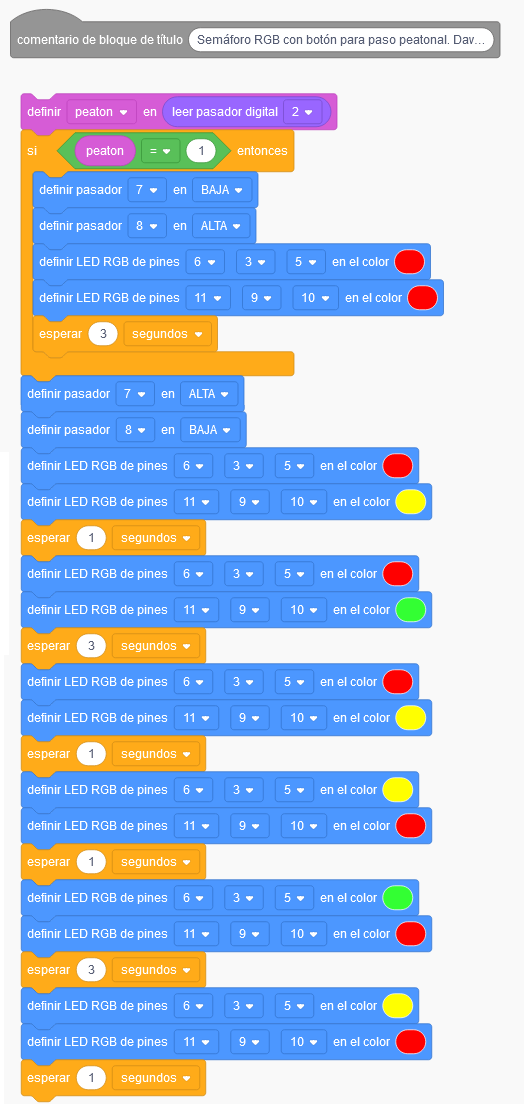 comentario de bloque de título Semáforo RGB con botón para paso peatonal. Dav...
definir peaton en leer pasador digital 2
si peaton = 1 entonces
definir pasador 7 en BAJA
definir pasador 8 en ALTA
definir LED RGB de pines 6 3 5 en el color
definir LED RGB de pines 11 9 10 en el color
esperar 3 segundos
definir pasador 7 en ALTA
definir pasador 8 en BAJA
definir LED RGB de pines 6 3 5 en el color
definir LED RGB de pines 11 9 10 en el color
esperar 1 segundos
definir LED RGB de pines 6 3 5 en el color
definir LED RGB de pines 11 9 10 en el color
esperar 3 segundos
definir LED RGB de pines 6 3 5 en el color
definir LED RGB de pines 11 9 10 en el color
esperar 1 segundos
definir LED RGB de pines 6 3 5 en el color
definir LED RGB de pines 11 9 10 en el color
esperar 1 segundos
definir LED RGB de pines 6 3 5 en el color
definir LED RGB de pines 11 9 10 en el color
esperar 3 segundos
definir LED RGB de pines 6 3 5 en el color
definir LED RGB de pines 11 9 10 en el color
esperar 1 segundos